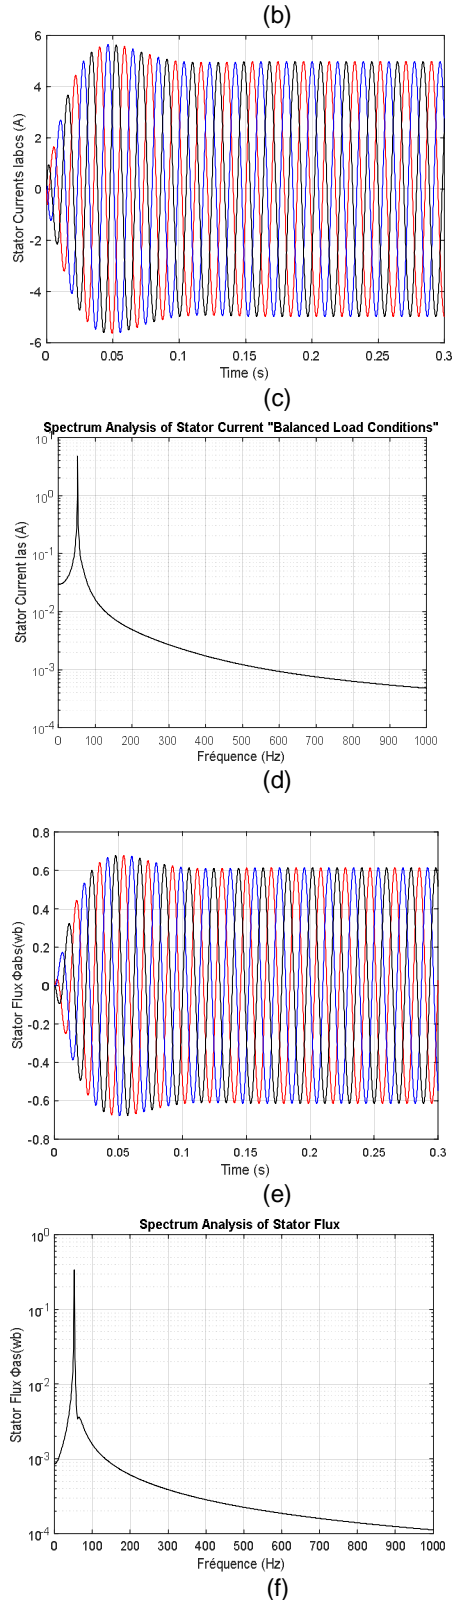 (b)
Stator Currents Iabcs (A)
6
4
2
0
-2
-4
-6
0 0.05 0.1 0.15 0.2 0.25 0.3
Time (s)
(c)
Spectrum Analysis of Stator Current "Balanced Load Conditions"
Stator Current Ias (A)
10^1
10^0
10^-1
10^-2
10^-3
10^-4
0 100 200 300 400 500 600 700 800 900 1000
Fréquence (Hz)
(d)
Stator Flux Φabs(wb)
0.8
0.6
0.4
0.2
0
-0.2
-0.4
-0.6
-0.8
0 0.05 0.1 0.15 0.2 0.25 0.3
Time (s)
(e)
Spectrum Analysis of Stator Flux
Stator Flux Φas(wb)
10^0
10^-1
10^-2
10^-3
10^-4
0 100 200 300 400 500 600 700 800 900 1000
Fréquence (Hz)
(f)